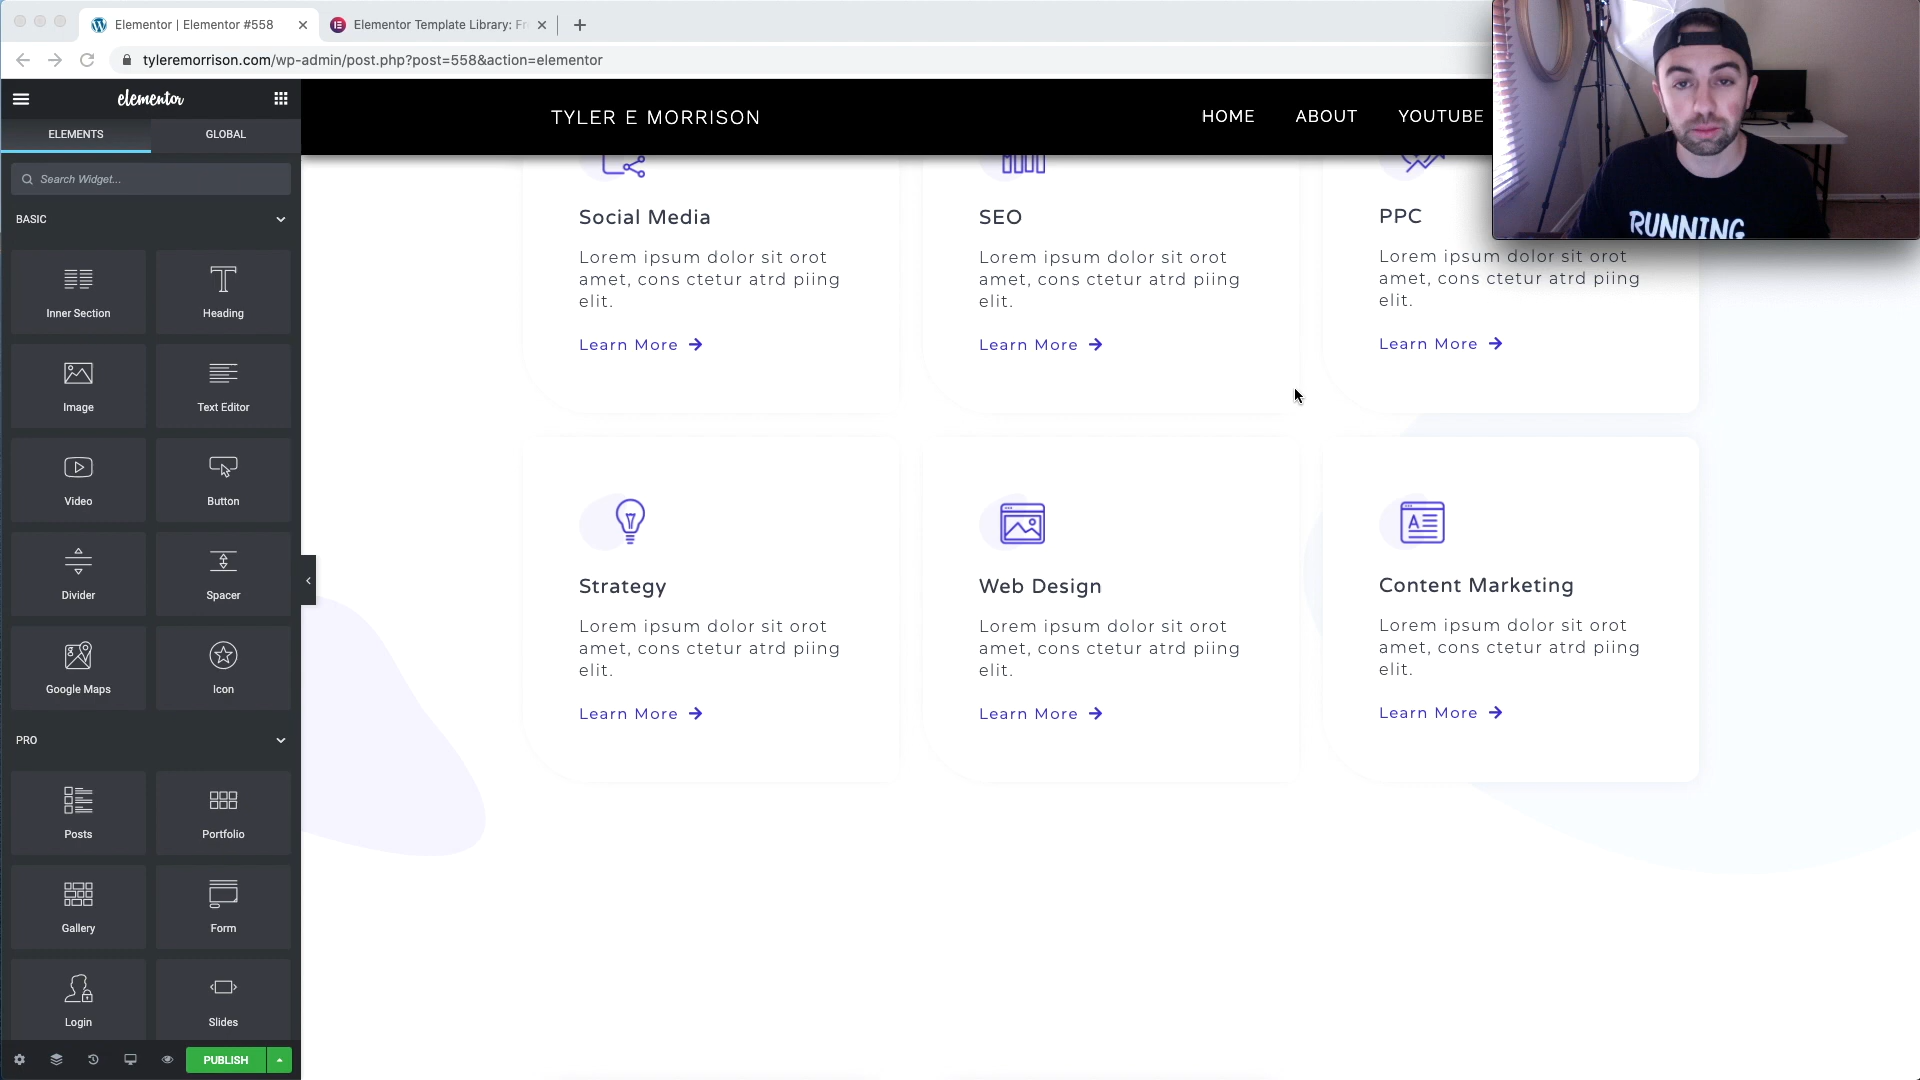 Elementor | Elementor #558
Elementor Template Library: Fr
tyleremorrison.com/wp-admin/post.php?post=558&action=elementor
elementor
ELEMENTS
GLOBAL
Search Widget...
BASIC
Inner Section
Heading
Image
Text Editor
Video
Button
Divider
Spacer
Google Maps
Icon
PRO
Posts
Portfolio
Gallery
Form
Login
Slides
PUBLISH
TYLER E MORRISON
HOME
ABOUT
YOUTUBE
RUNNING
Social Media
Lorem ipsum dolor sit orot
amet, cons ctetur atrd piing
elit.
Learn More
SEO
Lorem ipsum dolor sit orot
amet, cons ctetur atrd piing
elit.
Learn More
PPC
Lorem ipsum dolor sit orot
amet, cons ctetur atrd piing
elit.
Learn More
Strategy
Lorem ipsum dolor sit orot
amet, cons ctetur atrd piing
elit.
Learn More
Web Design
Lorem ipsum dolor sit orot
amet, cons ctetur atrd piing
elit.
Learn More
A
Content Marketing
Lorem ipsum dolor sit orot
amet, cons ctetur atrd piing
elit.
Learn More